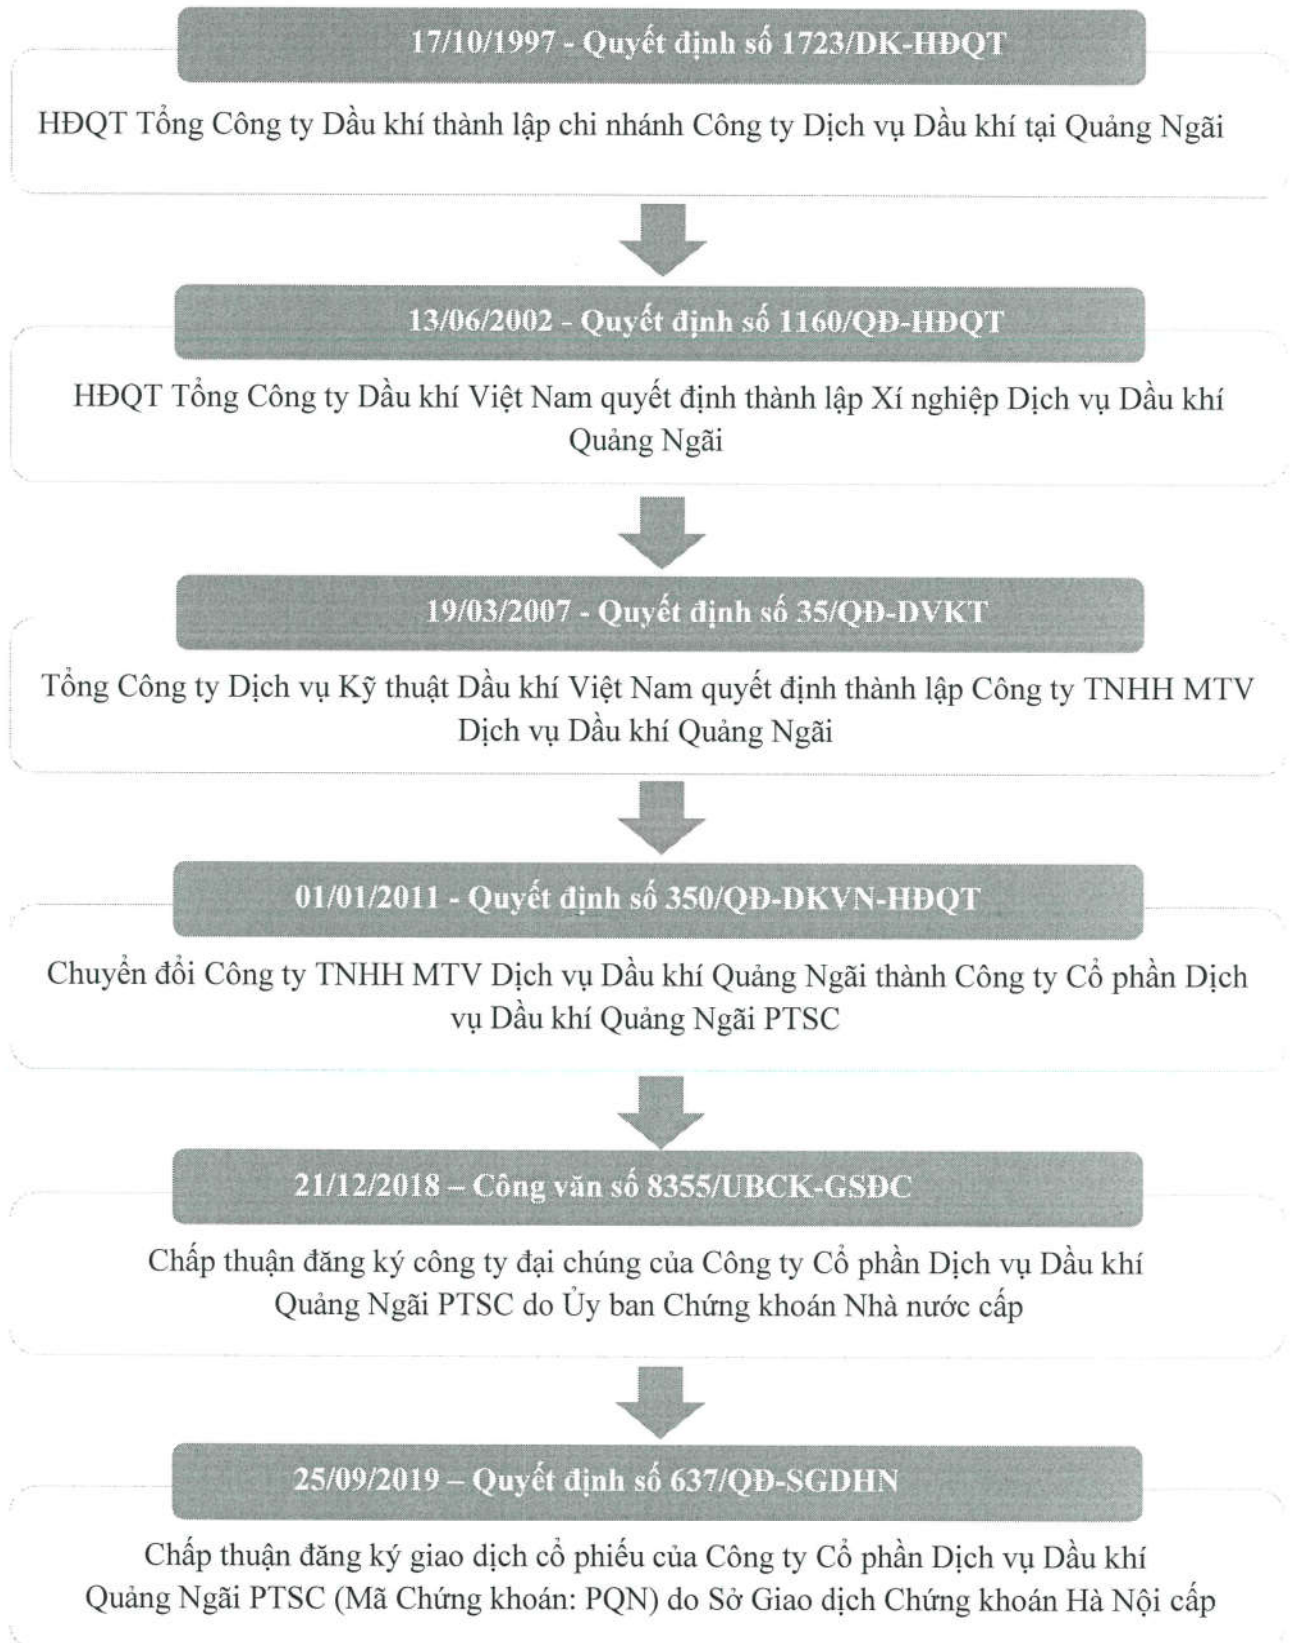 17/10/1997 - Quyết định số 1723/DK-HĐQT
HĐQT Tổng Công ty Dầu khí thành lập chi nhánh Công ty Dịch vụ Dầu khí tại Quảng Ngãi
13/06/2002 - Quyết định số 1160/QĐ-HĐQT
HĐQT Tổng Công ty Dầu khí Việt Nam quyết định thành lập Xí nghiệp Dịch vụ Dầu khí
Quảng Ngãi
19/03/2007 - Quyết định số 35/QĐ-DVKT
Tổng Công ty Dịch vụ Kỹ thuật Dầu khí Việt Nam quyết định thành lập Công ty TNHH MTV
Dịch vụ Dầu khí Quảng Ngãi
01/01/2011 - Quyết định số 350/QĐ-DKVN-HĐQT
Chuyển đổi Công ty TNHH MTV Dịch vụ Dầu khí Quảng Ngãi thành Công ty Cổ phần Dịch
vụ Dầu khí Quảng Ngãi PTSC
21/12/2018 – Công văn số 8355/UBCK-GSĐC
Chấp thuận đăng ký công ty đại chúng của Công ty Cổ phần Dịch vụ Dầu khí
Quảng Ngãi PTSC do Ủy ban Chứng khoán Nhà nước cấp
25/09/2019 – Quyết định số 637/QĐ-SGDHN
Chấp thuận đăng ký giao dịch cổ phiếu của Công ty Cổ phần Dịch vụ Dầu khí
Quảng Ngãi PTSC (Mã Chứng khoán: PQN) do Sở Giao dịch Chứng khoán Hà Nội cấp